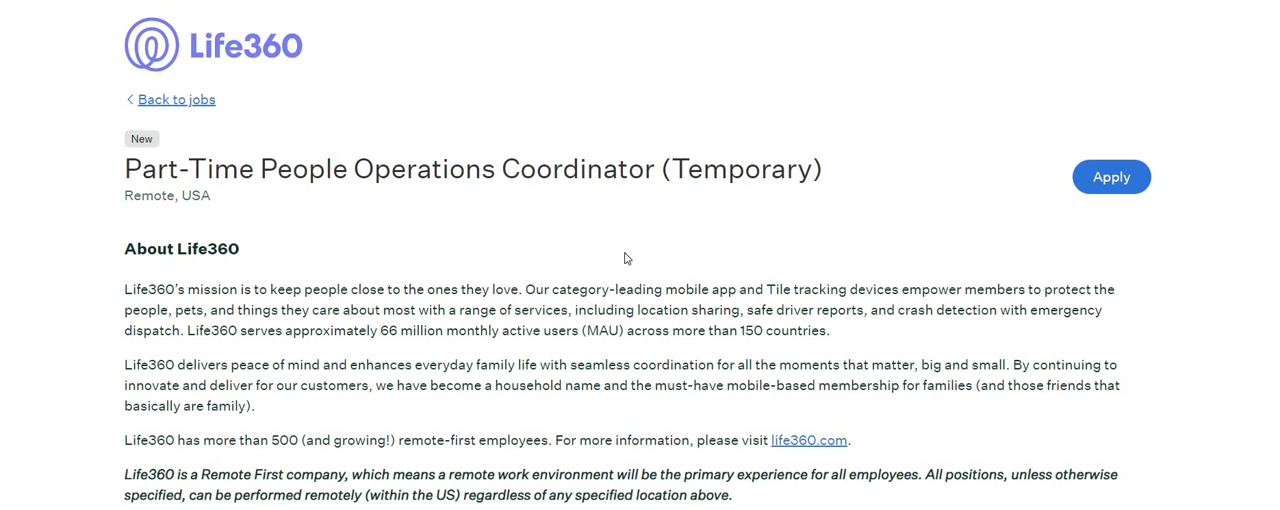 Life360
Back to jobs
New
Part-Time People Operations Coordinator (Temporary)
Remote, USA
Apply
About Life360
Life360’s mission is to keep people close to the ones they love. Our category-leading mobile app and Tile tracking devices empower members to protect the
people, pets, and things they care about most with a range of services, including location sharing, safe driver reports, and crash detection with emergency
dispatch. Life360 serves approximately 66 million monthly active users (MAU) across more than 150 countries.
Life360 delivers peace of mind and enhances everyday family life with seamless coordination for all the moments that matter, big and small. By continuing to
innovate and deliver for our customers, we have become a household name and the must-have mobile-based membership for families (and those friends that
basically are family).
Life360 has more than 500 (and growing!) remote-first employees. For more information, please visit life360.com.
Life360 is a Remote First company, which means a remote work environment will be the primary experience for all employees. All positions, unless otherwise
specified, can be performed remotely (within the US) regardless of any specified location above.